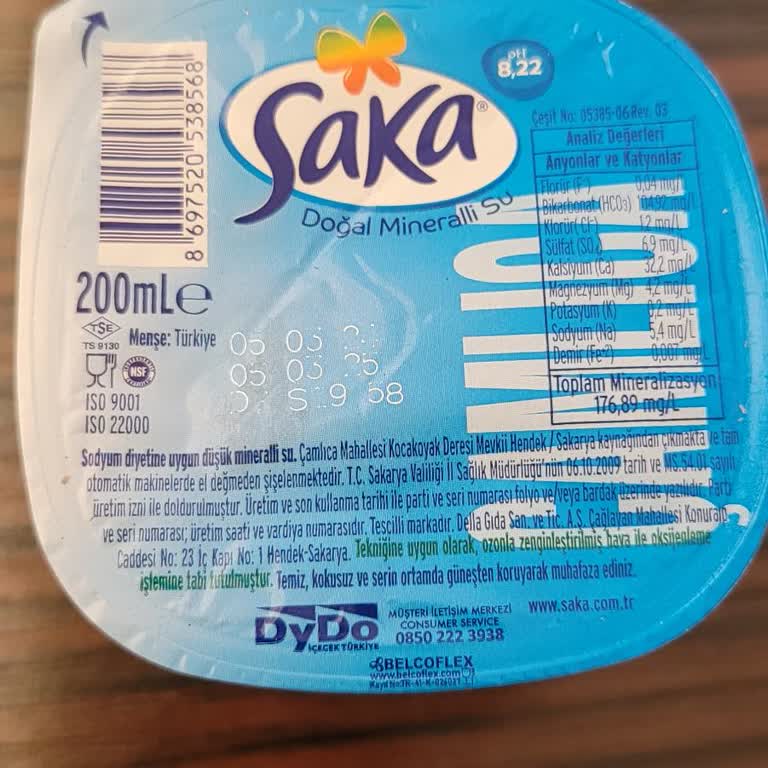 Saka®
Doğal Mineralli Su
pH
8,22
8 697520 538568
200mLe
TSE
TS 9130
Menşe: Türkiye
NSF
ISO 9001
ISO 22000
05 03
05 03 25
58
Çeşit No: 05385-06 Rev. 03
Analiz Değerleri
Anyonlar ve Katyonlar
Florür (F⁻) 0,04 mg/L
Bikarbonat (HCO₃) 104,92 mg/L
Klorür (Cl⁻) 12 mg/L
Sülfat (SO₄) 6,9 mg/L
Kalsiyum (Ca) 32,2 mg/L
Magnezyum (Mg) 4,2 mg/L
Potasyum (K) 0,2 mg/L
Sodyum (Na) 5,4 mg/L
Demir (Fe⁺²) 0,007 mg/L
Toplam Mineralizasyon
176,89 mg/L
ÇAMLICA
Sodyum diyetine uygun düşük mineralli su. Çamlıca Mahallesi Kocakoyak Deresi Mevkii Hendek / Sakarya kaynağından çıkmakta ve tam
otomatik makinelerde el değmeden şişelenmektedir. T.C. Sakarya Valiliği İl Sağlık Müdürlüğü'nün 06.10.2009 tarih ve MS.54.01 sayılı
üretim izni ile doldurulmuştur. Üretim ve son kullanma tarihi ile parti ve seri numarası folyo ve/veya bardak üzerinde yazılıdır. Parti
ve seri numarası; üretim saati ve vardiya numarasıdır. Tescilli markadır. Della Gıda San. ve Tic. A.Ş. Çağlayan Mahallesi Konuralp
Caddesi No: 23 İç Kapı No: 1 Hendek-Sakarya. Tekniğine uygun olarak, ozonla zenginleştirilmiş hava ile oksijenleme
işlemine tabi tutulmuştur. Temiz, kokusuz ve serin ortamda güneşten koruyarak muhafaza ediniz.
DyDo
İÇECEK TÜRKİYE
MÜŞTERİ İLETİŞİM MERKEZİ
CONSUMER SERVICE
0850 222 3938
www.saka.com.tr
BELCOFLEX
www.belcoflex.com